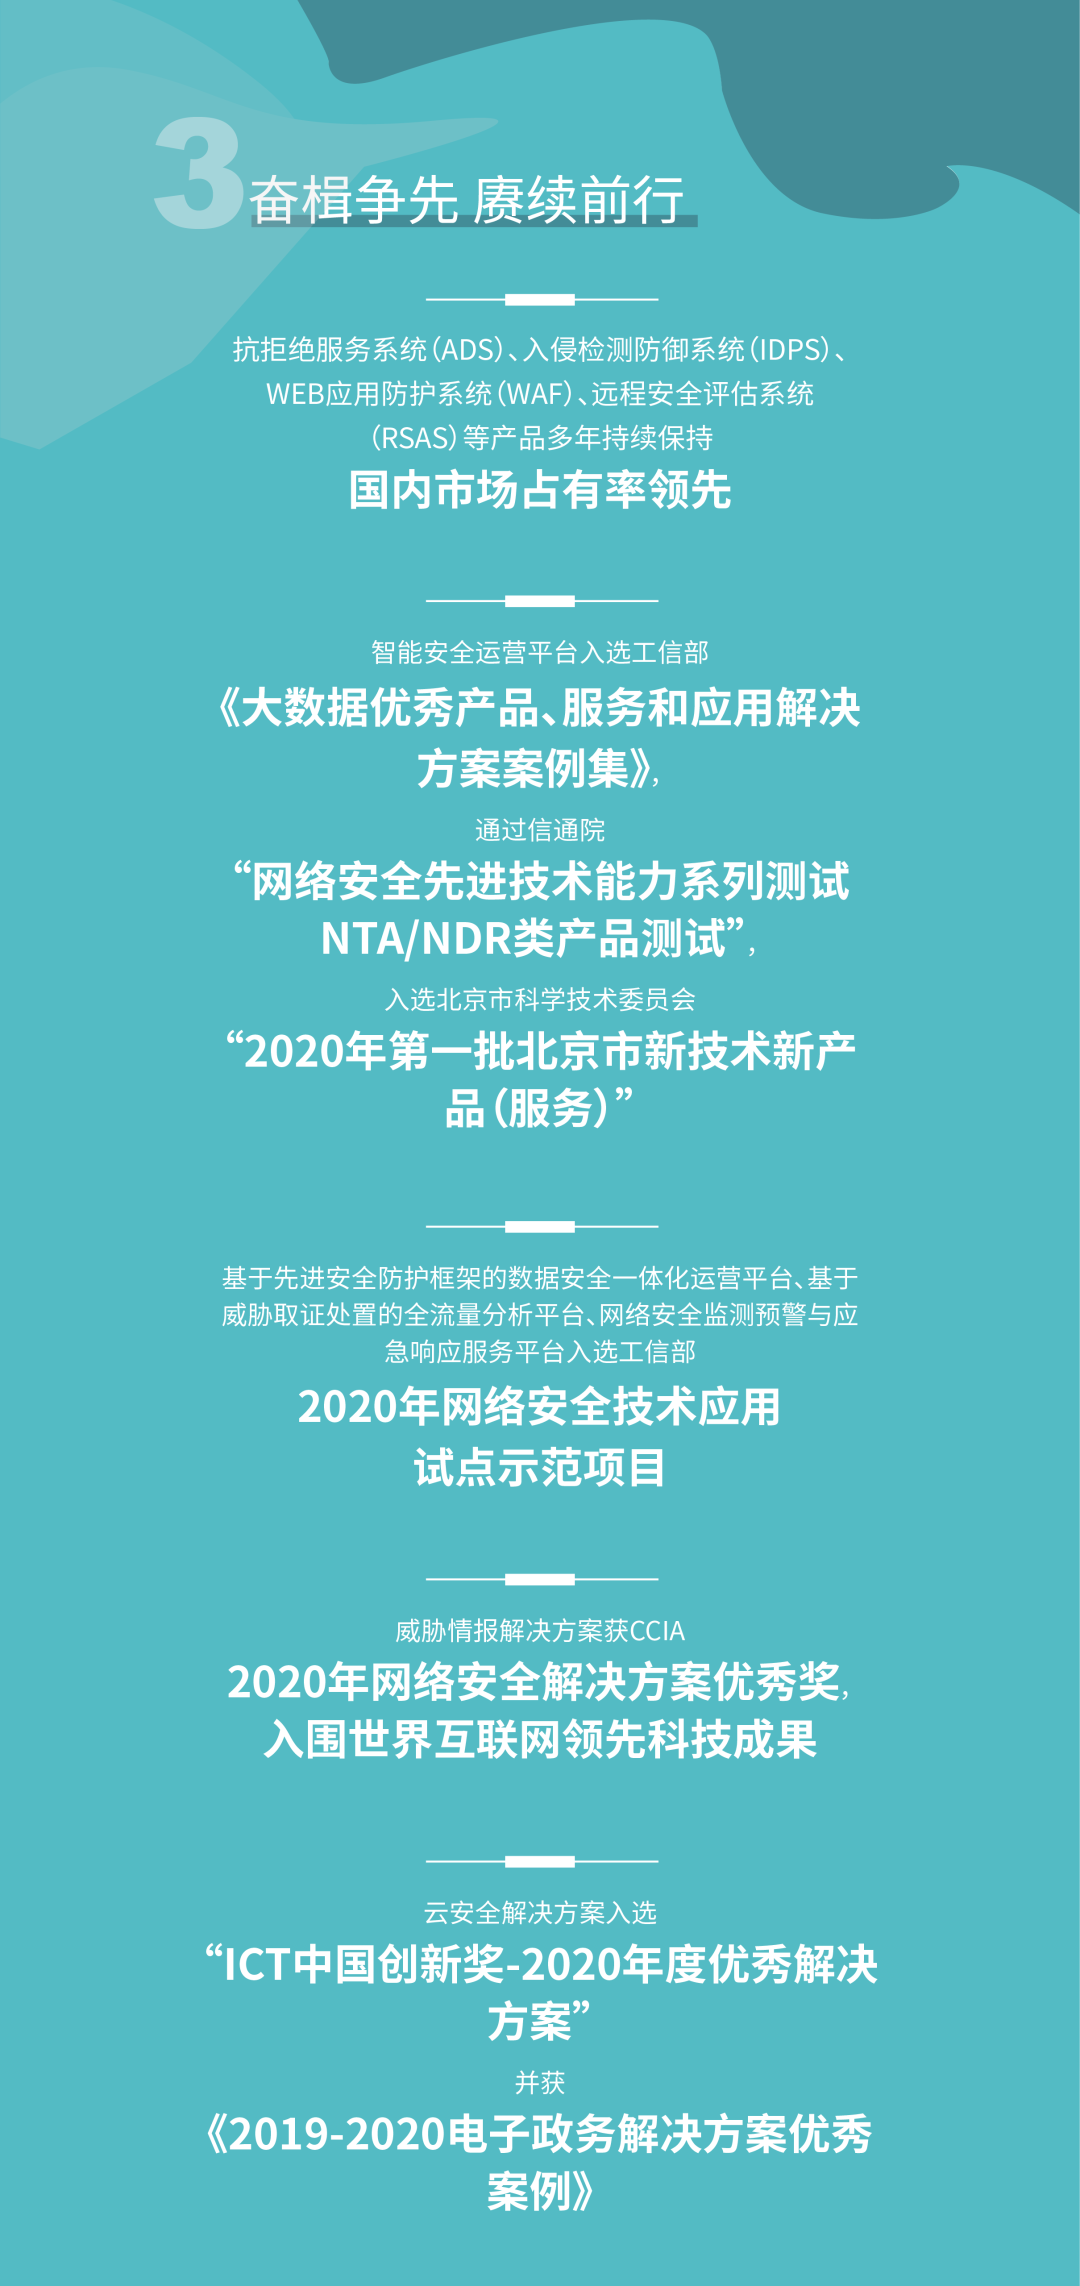 3 奋楫争先 赓续前行
抗拒绝服务系统（ADS）、入侵检测防御系统（IDPS）、
WEB应用防护系统（WAF）、远程安全评估系统
（RSAS）等产品多年持续保持
国内市场占有率领先
智能安全运营平台入选工信部
《大数据优秀产品、服务和应用解决
方案案例集》，
通过信通院
“网络安全先进技术能力系列测试
NTA/NDR类产品测试”，
入选北京市科学技术委员会
“2020年第一批北京市新技术新产
品（服务）”
基于先进安全防护框架的数据安全一体化运营平台、基于
威胁取证处置的全流量分析平台、网络安全监测预警与应
急响应服务平台入选工信部
2020年网络安全技术应用
试点示范项目
威胁情报解决方案获CCIA
2020年网络安全解决方案优秀奖，
入围世界互联网领先科技成果
云安全解决方案入选
“ICT中国创新奖-2020年度优秀解决
方案”
并获
《2019-2020电子政务解决方案优秀
案例》